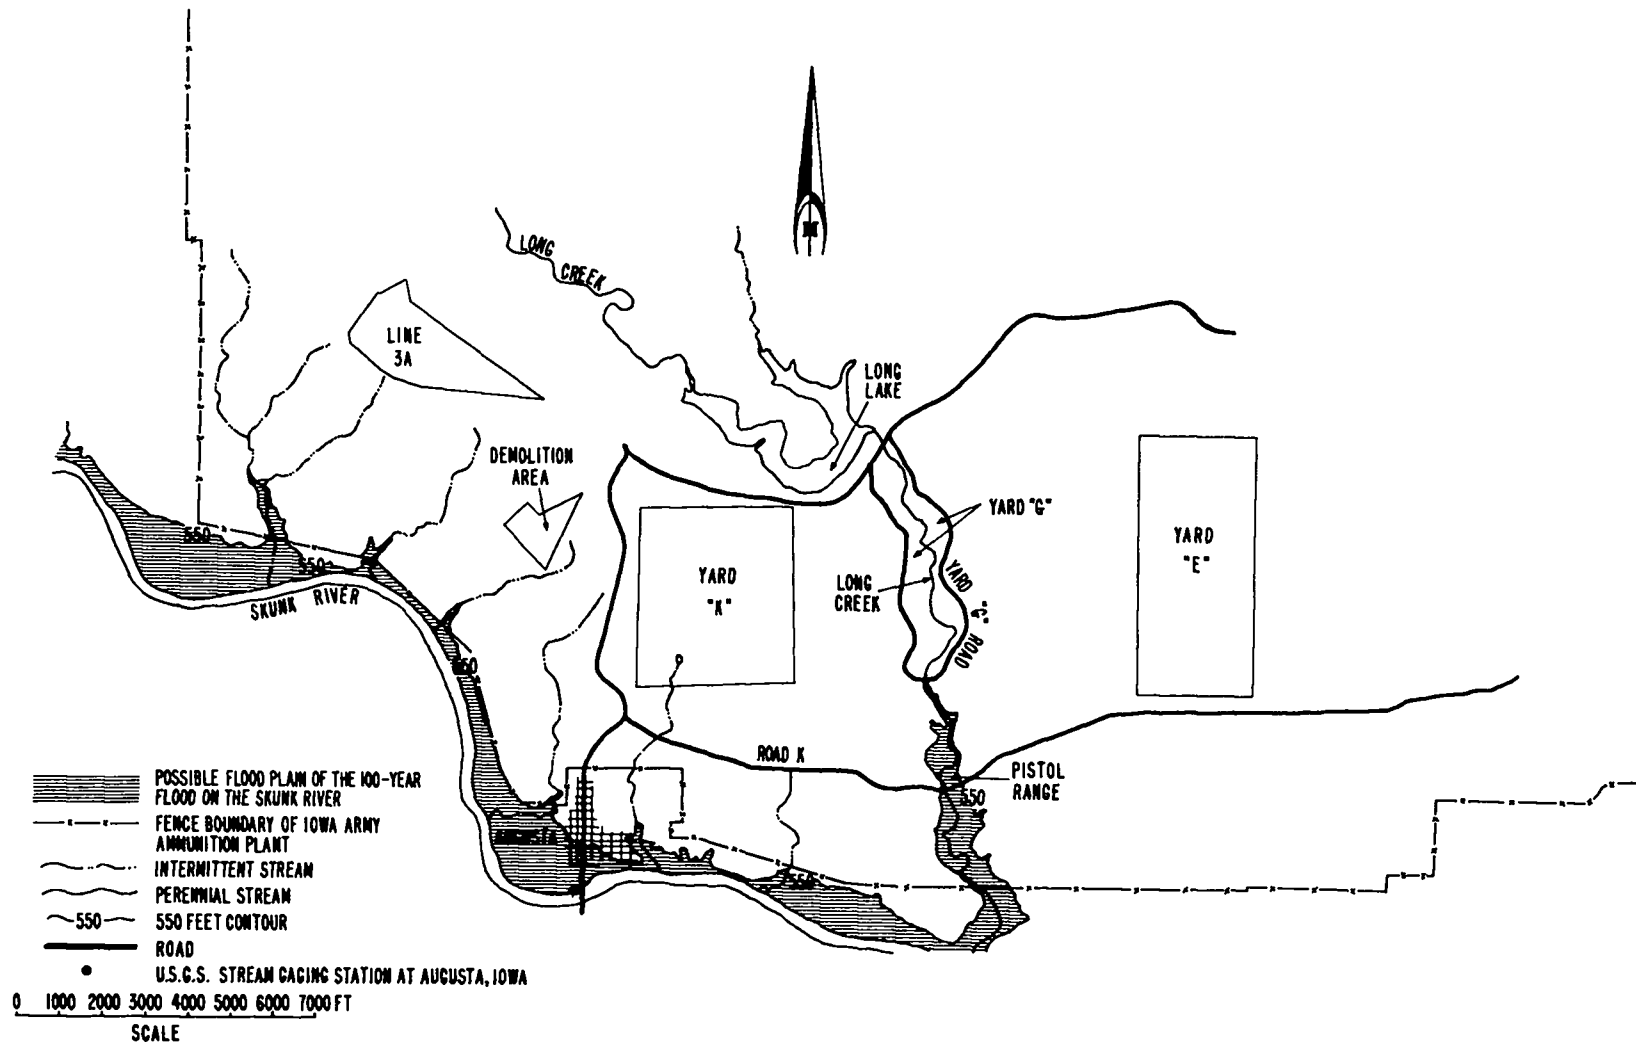 N
LONG
CREEK
LINE
3A
LONG
LAKE
DEMOLITION
AREA
YARD "G"
YARD
"E"
YARD
"K"
LONG
CREEK
YARD "G" ROAD
550
550
SKUNK RIVER
550
ROAD K
PISTOL
RANGE
550
AUGUSTA
550
POSSIBLE FLOOD PLAIN OF THE 100-YEAR
FLOOD ON THE SKUNK RIVER
FENCE BOUNDARY OF IOWA ARMY
AMMUNITION PLANT
INTERMITTENT STREAM
PERENNIAL STREAM
550 550 FEET CONTOUR
ROAD
U.S.G.S. STREAM GAGING STATION AT AUGUSTA, IOWA
0 1000 2000 3000 4000 5000 6000 7000 FT
SCALE